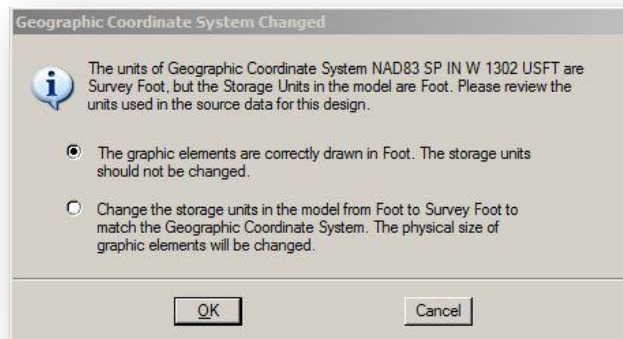 Geographic Coordinate System Changed
The units of Geographic Coordinate System NAD83 SP IN W 1302 USFT are
Survey Foot, but the Storage Units in the model are Foot. Please review the
units used in the source data for this design.
The graphic elements are correctly drawn in Foot. The storage units
should not be changed.
Change the storage units in the model from Foot to Survey Foot to
match the Geographic Coordinate System. The physical size of
graphic elements will be changed.
OK Cancel